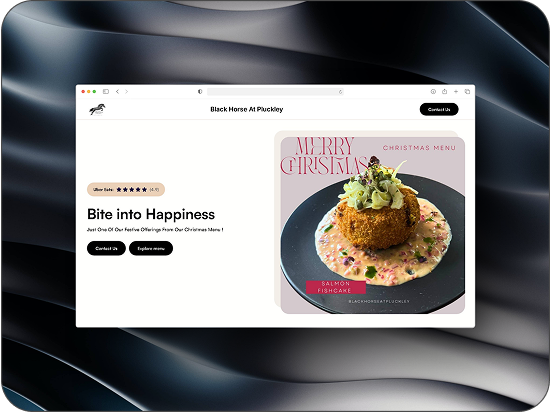 Black Horse At Pluckley
Contact Us
Uber Eats: (4.9)
Bite into Happiness
Just One Of Our Festive Offerings From Our Christmas Menu !
Contact Us
Explore menu
MERRY
CHRISTMAS
CHRISTMAS MENU
SALMON
FISHCAKE
BLACKHORSEATPLUCKLEY